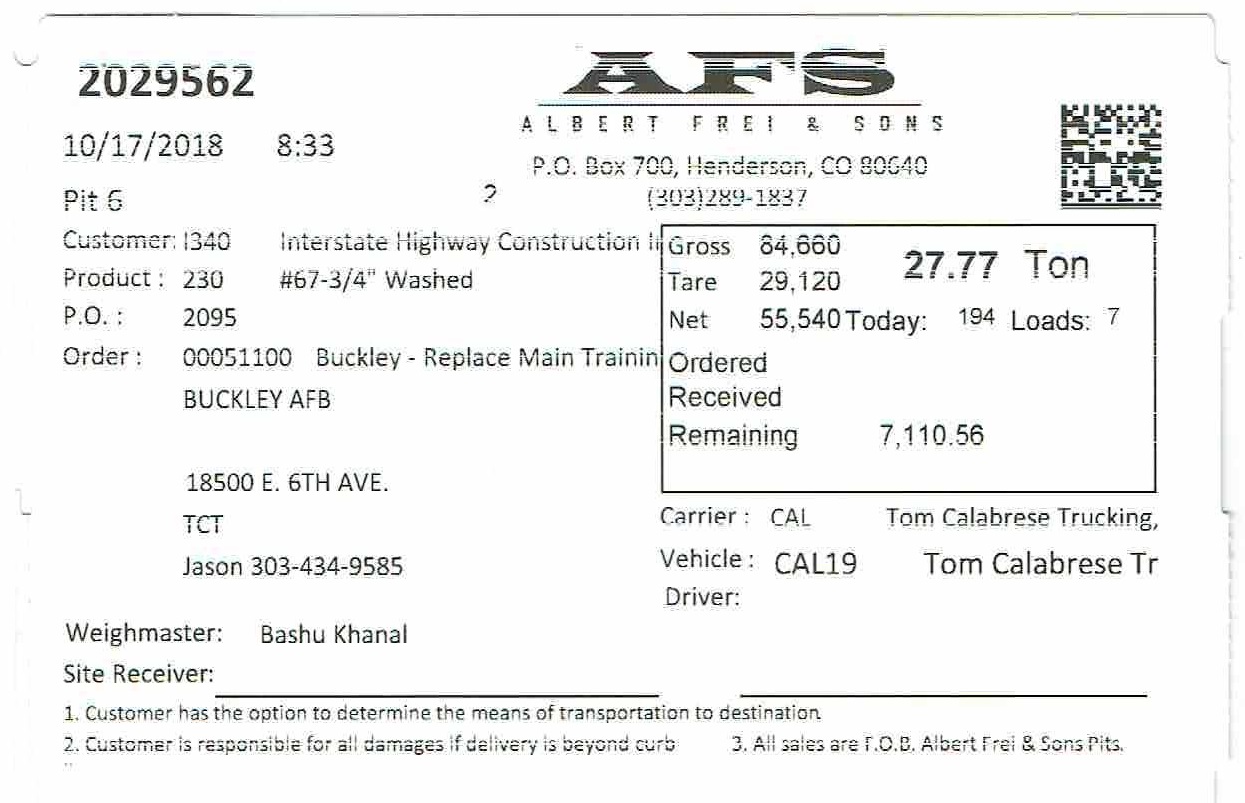 2029562
AFS
ALBERT FREI & SONS
10/17/2018 8:33
P.O. Box 700, Henderson, CO 80640
Pit 6 2 (303)289-1837
Customer: I340 Interstate Highway Construction In
Product : 230 #67-3/4" Washed
P.O. : 2095
Order : 00051100 Buckley - Replace Main Trainin
BUCKLEY AFB
18500 E. 6TH AVE.
TCT
Jason 303-434-9585
Gross 84,660 27.77 Ton
Tare 29,120
Net 55,540 Today: 194 Loads: 7
Ordered
Received
Remaining 7,110.56
Carrier : CAL Tom Calabrese Trucking,
Vehicle : CAL19 Tom Calabrese Tr
Driver:
Weighmaster: Bashu Khanal
Site Receiver:
1. Customer has the option to determine the means of transportation to destination
2. Customer is responsible for all damages if delivery is beyond curb 3. All sales are F.O.B. Albert Frei & Sons Pits.